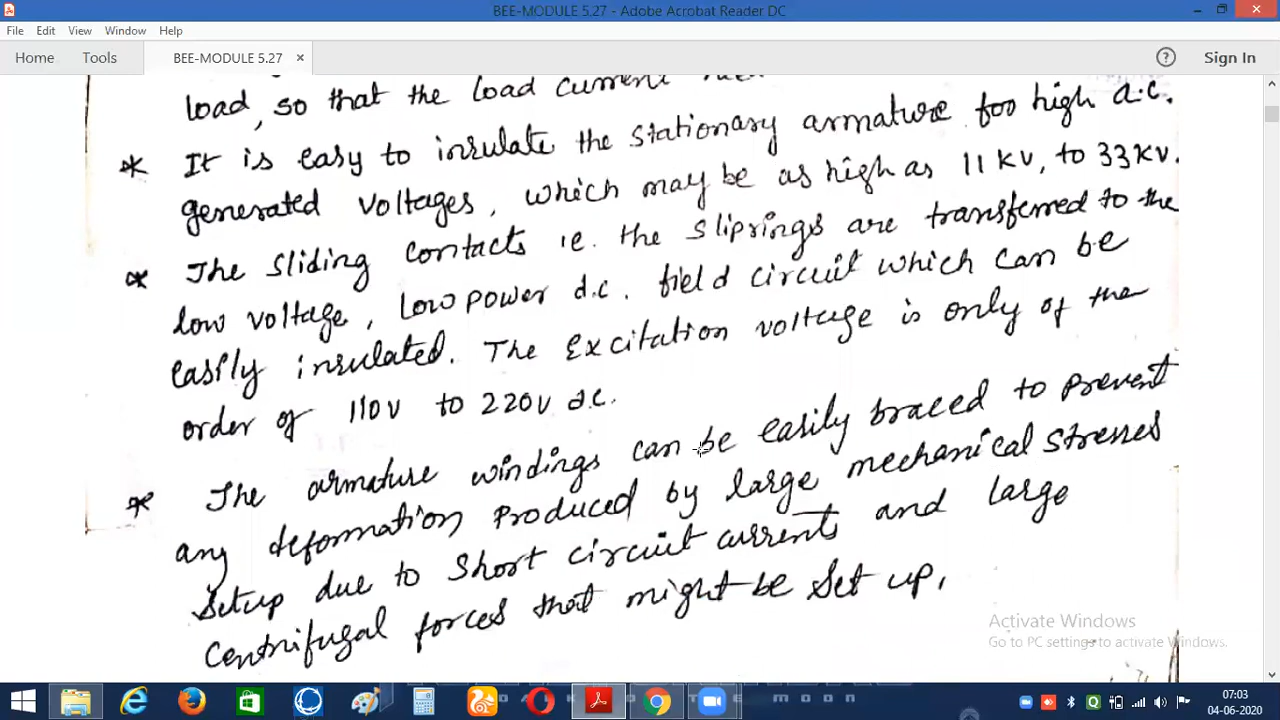 BEE-MODULE 5.27 - Adobe Acrobat Reader DC
File Edit View Window Help
Home Tools BEE-MODULE 5.27 × Sign In
load, so that the load current
* It is easy to insulate the stationary armature foo high a.c.
generated voltages, which may be as high as 11 kv, to 33kv.
* The sliding contacts ie. the sliprings are transferred to the
low voltage, low power d.c. field circuit which can be
easily insulated. The Excitation voltage is only of the
order of 110v to 220v d.c.
* The armature windings can be easily braced to prevent
any deformation produced by large mechanical stresses
setup due to short circuit currents and large
centrifugal forces that might be set up.
Activate Windows
Go to PC settings to activate Windows.
07:03
04-06-2020